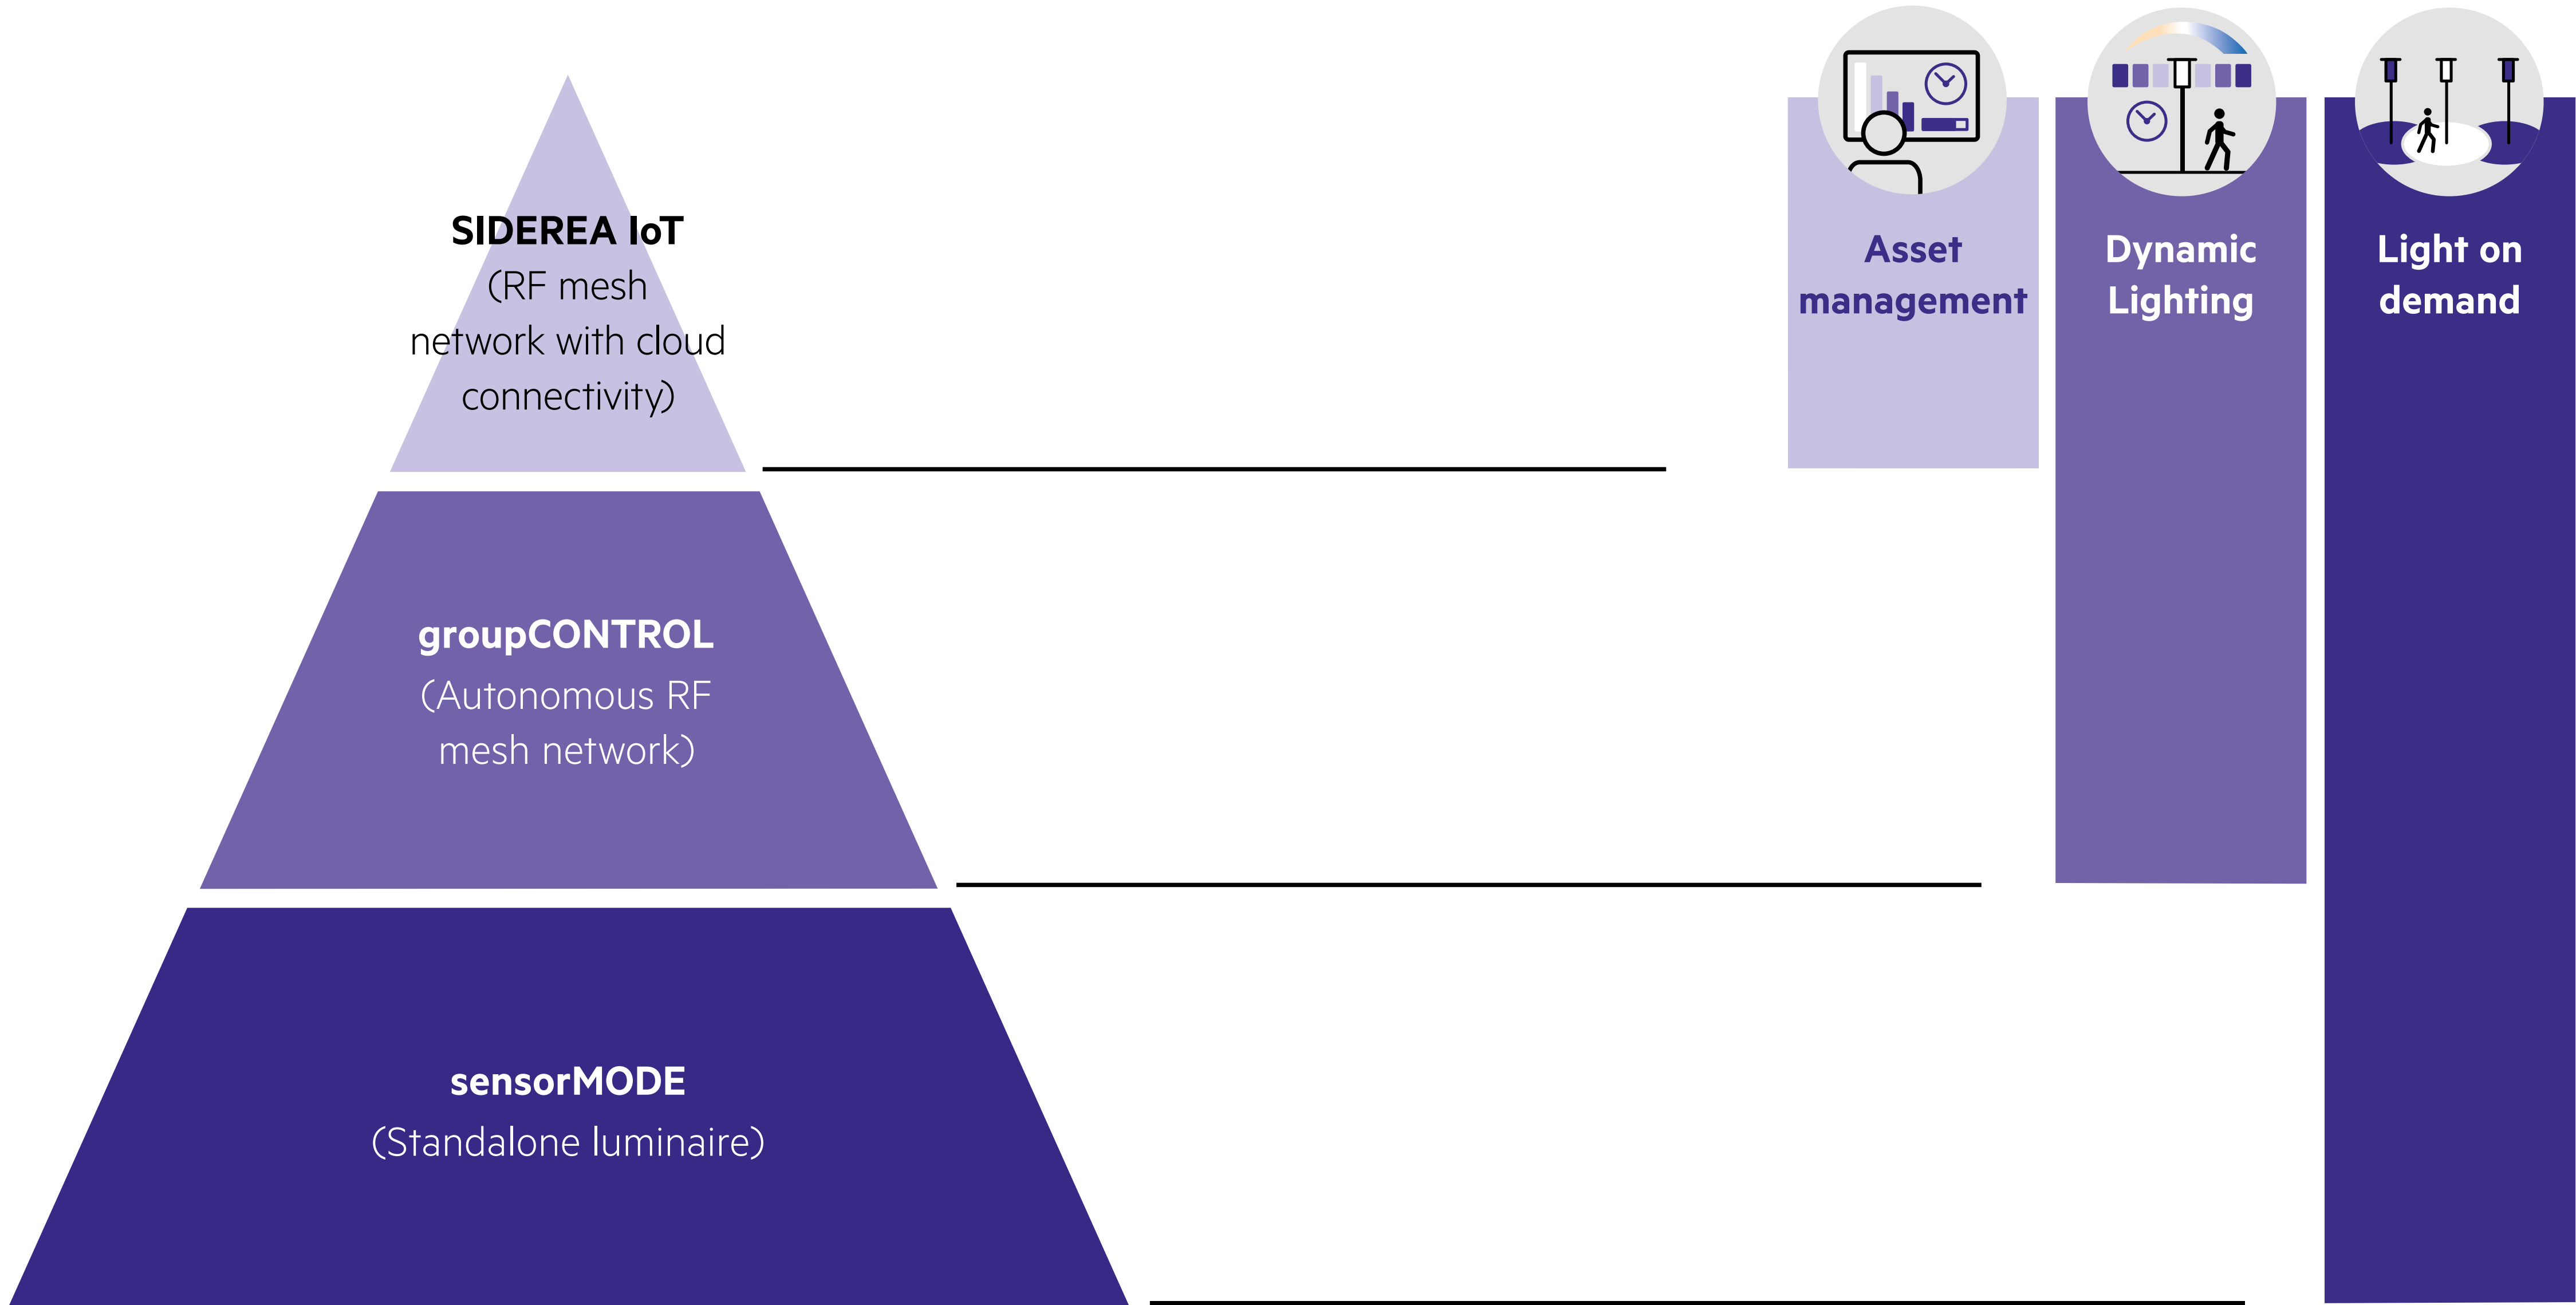 SIDEREA IoT
(RF mesh
network with cloud
connectivity)
groupCONTROL
(Autonomous RF
mesh network)
sensorMODE
(Standalone luminaire)
Asset
management
Dynamic
Lighting
Light on
demand